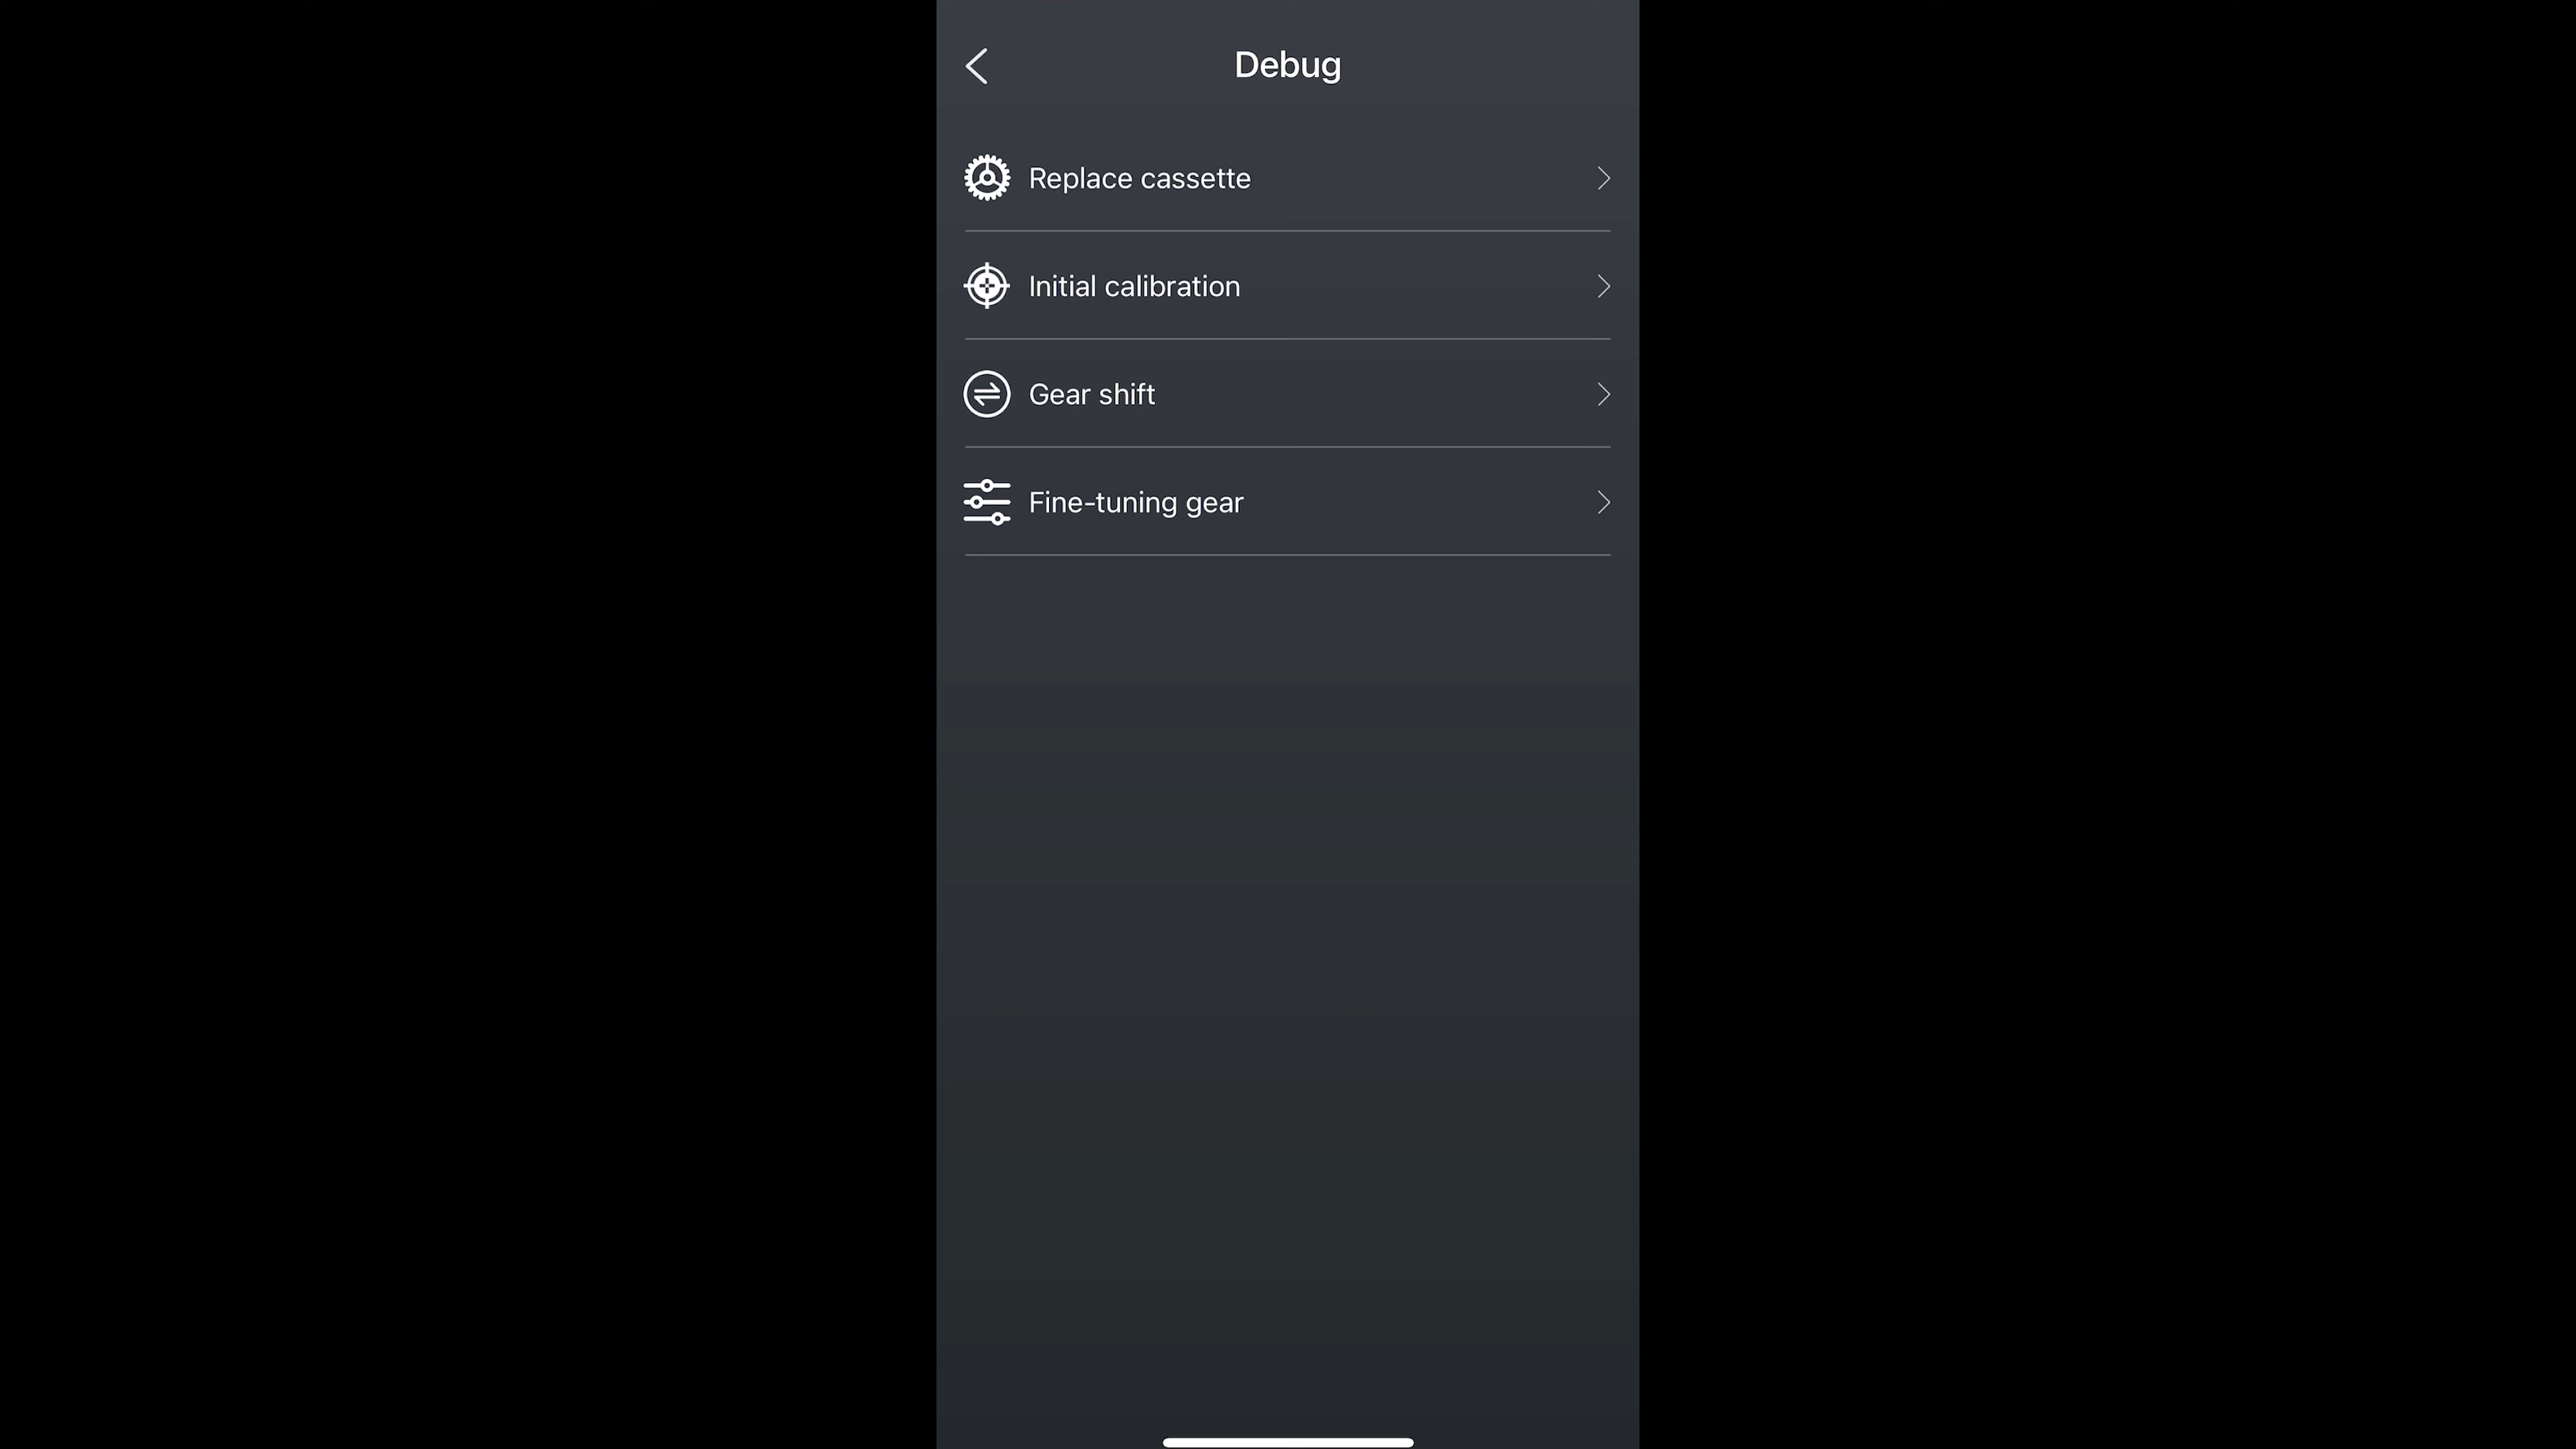 Debug
Replace cassette
Initial calibration
Gear shift
Fine-tuning gear